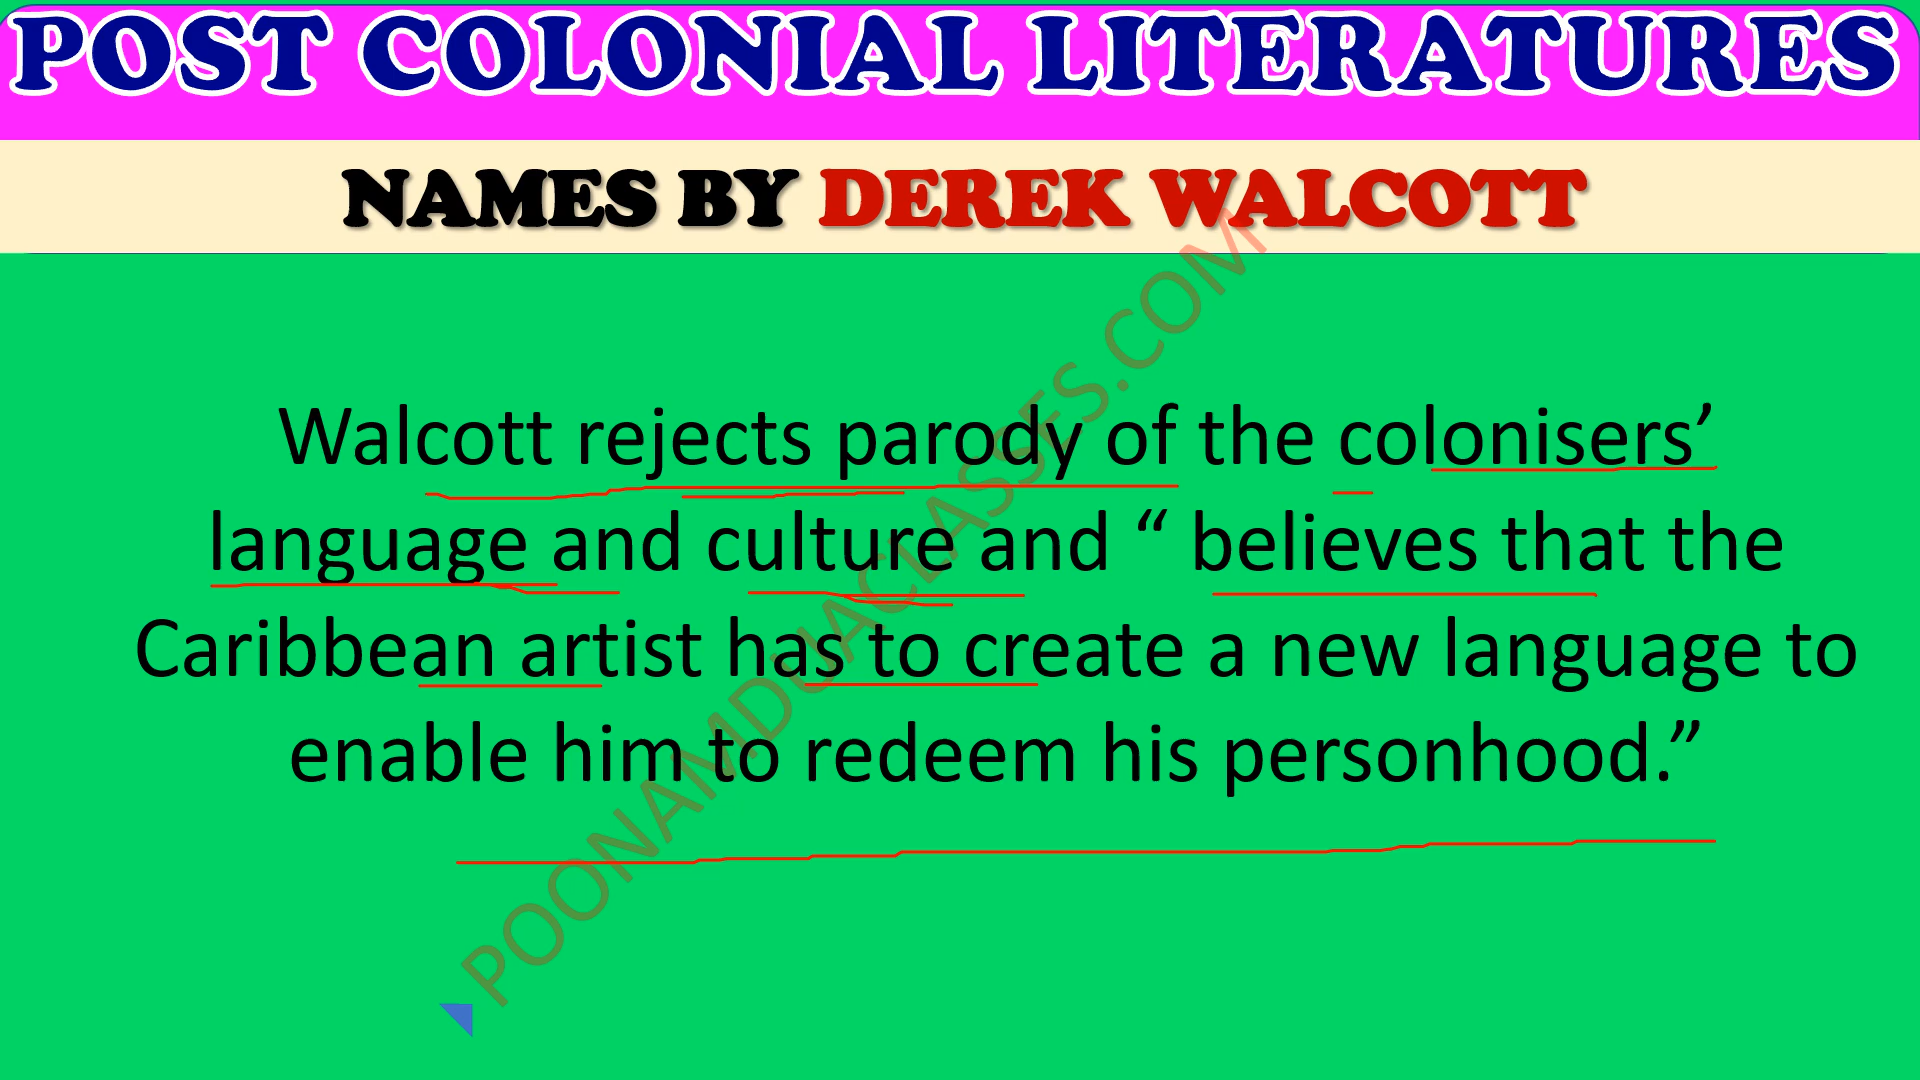 POST COLONIAL LITERATURES
NAMES BY DEREK WALCOTT
Walcott rejects parody of the colonisers’
language and culture and “ believes that the
Caribbean artist has to create a new language to
enable him to redeem his personhood.”
POONAMDUACLASSES.COM